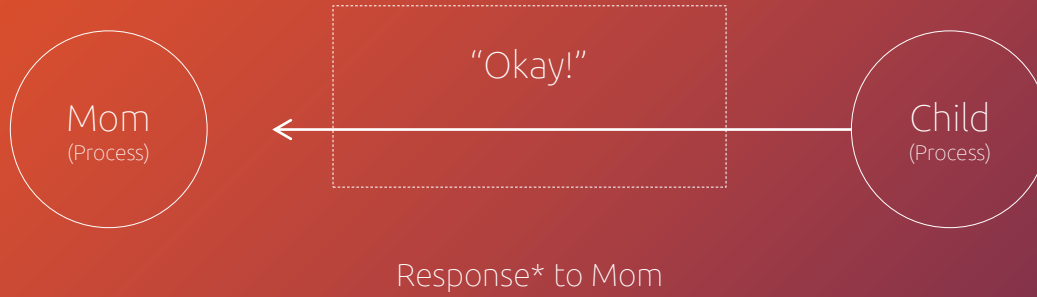 “Okay!”
Mom
(Process)
Child
(Process)
Response* to Mom